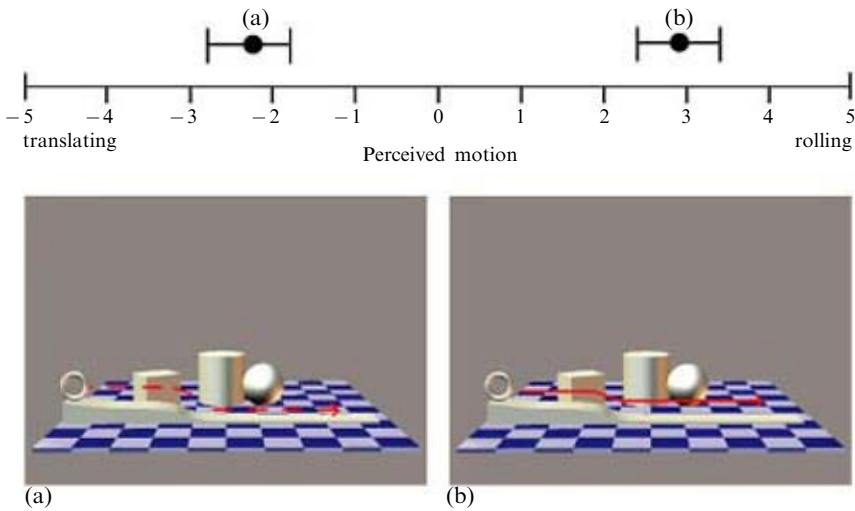 (a) (b)
−5 −4 −3 −2 −1 0 1 2 3 4 5
translating rolling
Perceived motion
(a) (b)